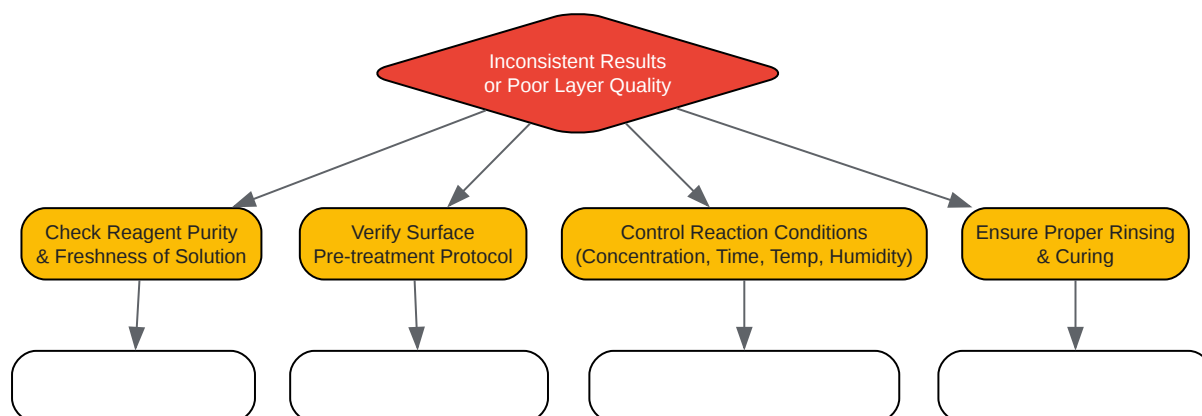 Inconsistent Results
or Poor Layer Quality
Check Reagent Purity
& Freshness of Solution
Verify Surface
Pre-treatment Protocol
Control Reaction Conditions
(Concentration, Time, Temp, Humidity)
Ensure Proper Rinsing
& Curing